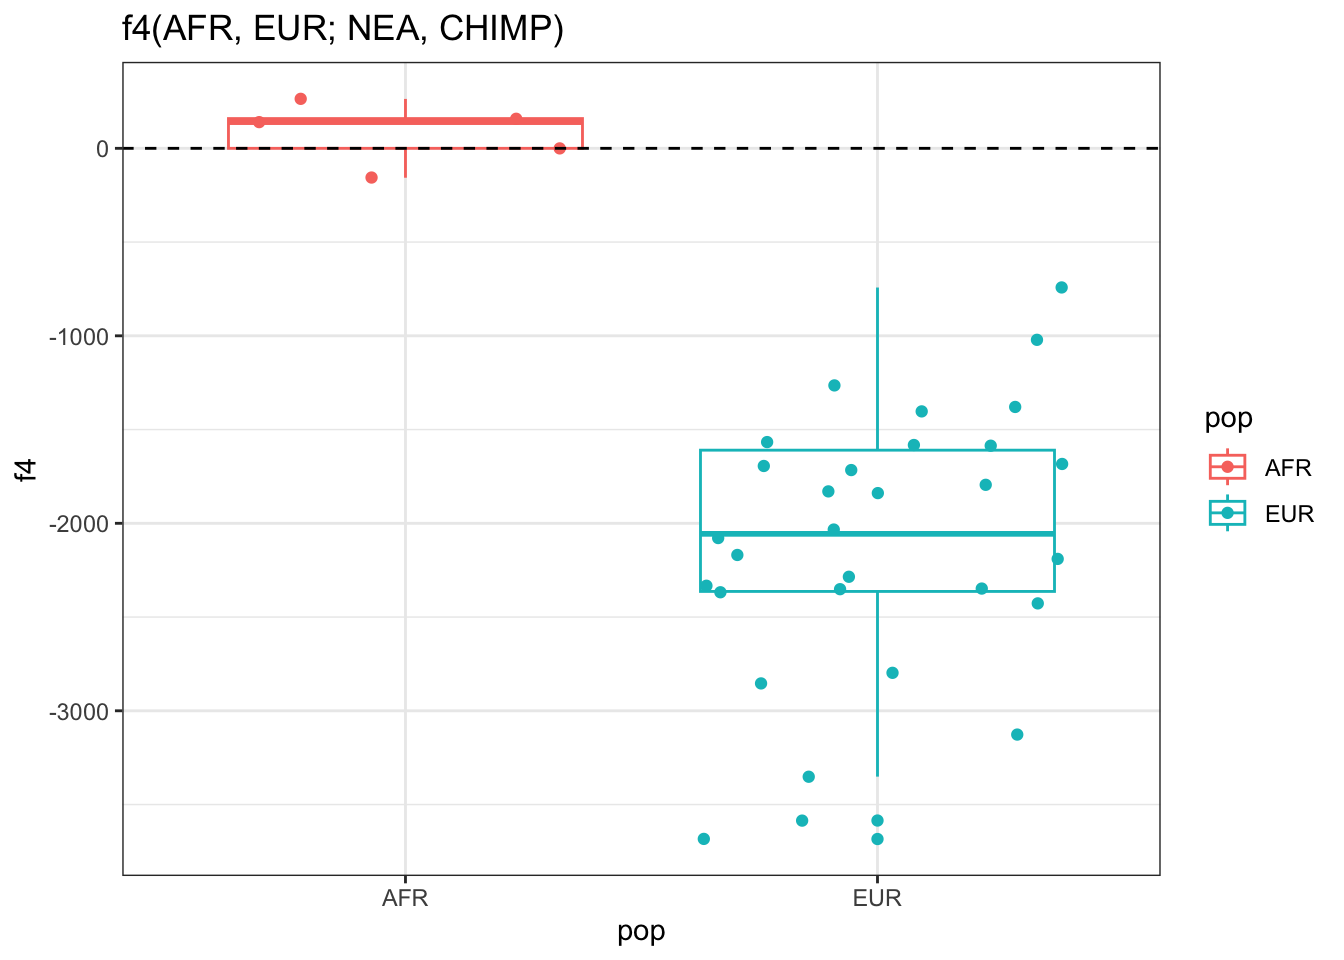 f4(AFR, EUR; NEA, CHIMP)
0
-1000
-2000
-3000
f4
AFR
EUR
pop
pop
AFR
EUR